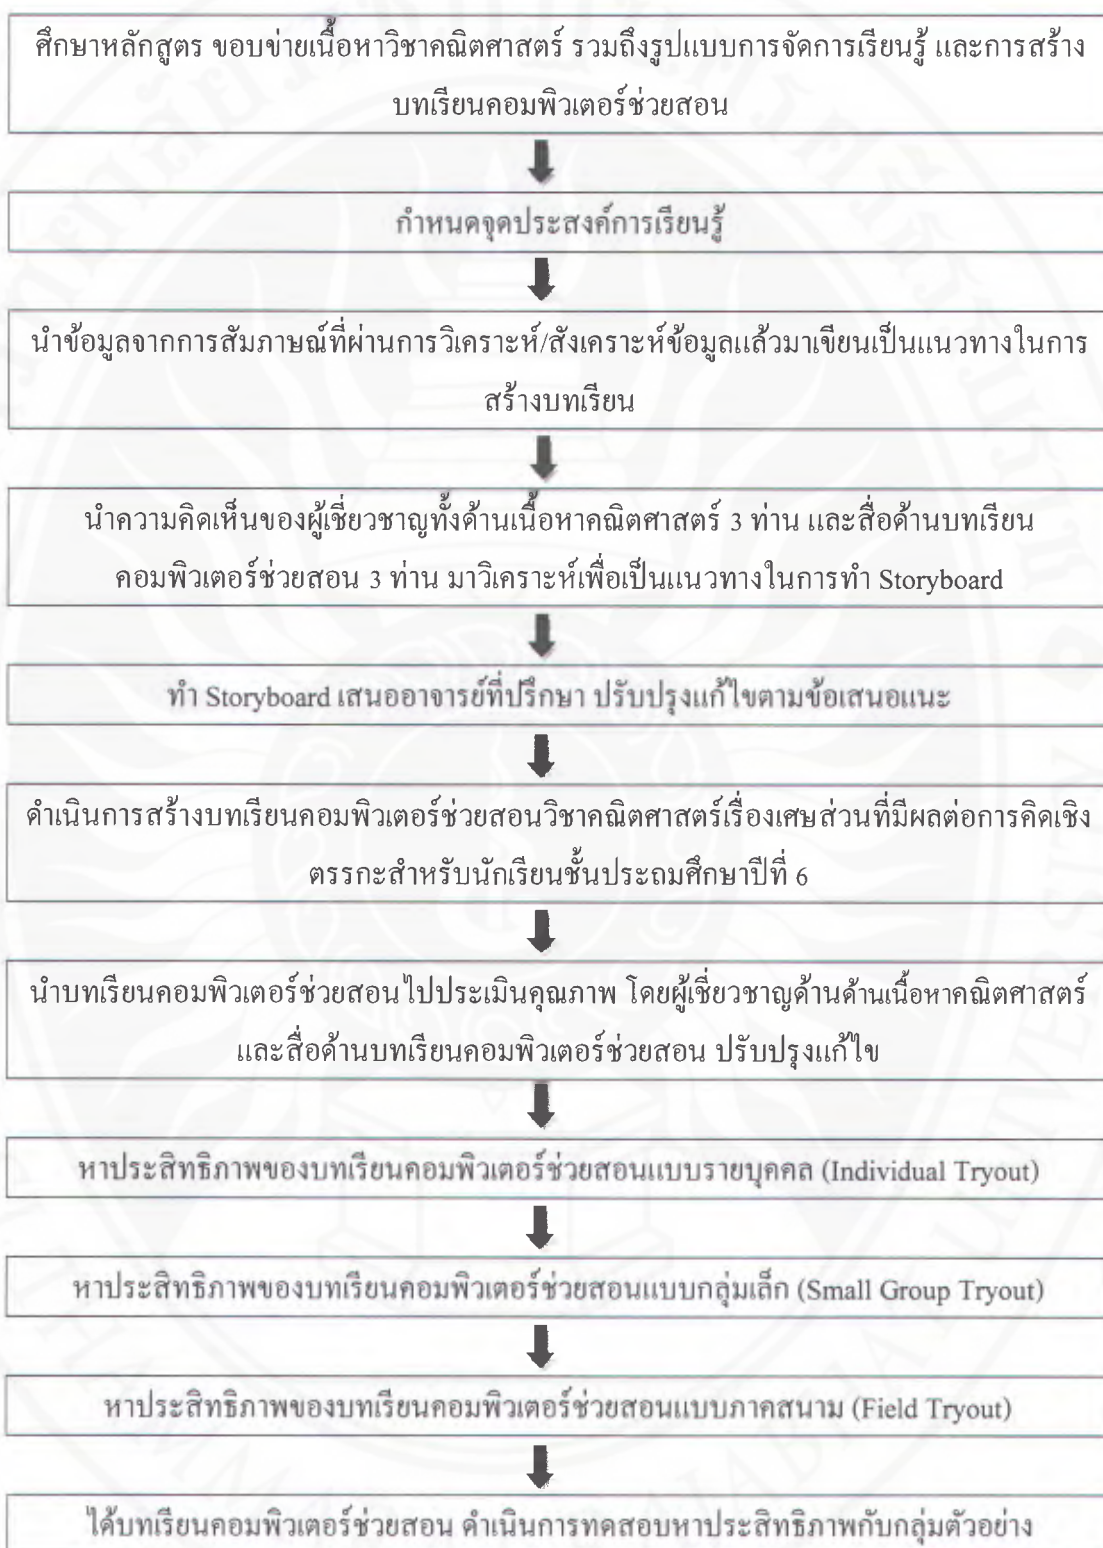 ศึกษาหลักสูตร ขอบข่ายเนื้อหาวิชาคณิตศาสตร์ รวมถึงรูปแบบการจัดการเรียนรู้ และการสร้าง
บทเรียนคอมพิวเตอร์ช่วยสอน
กำหนดจุดประสงค์การเรียนรู้
นำข้อมูลจากการสัมภาษณ์ที่ผ่านการวิเคราะห์/สังเคราะห์ข้อมูลแล้วมาเขียนเป็นแนวทางในการ
สร้างบทเรียน
นำความคิดเห็นของผู้เชี่ยวชาญทั้งด้านเนื้อหาคณิตศาสตร์ 3 ท่าน และสื่อด้านบทเรียน
คอมพิวเตอร์ช่วยสอน 3 ท่าน มาวิเคราะห์เพื่อเป็นแนวทางในการทำ Storyboard
ทำ Storyboard เสนออาจารย์ที่ปรึกษา ปรับปรุงแก้ไขตามข้อเสนอแนะ
ดำเนินการสร้างบทเรียนคอมพิวเตอร์ช่วยสอนวิชาคณิตศาสตร์เรื่องเศษส่วนที่มีผลต่อการคิดเชิง
ตรรกะสำหรับนักเรียนชั้นประถมศึกษาปีที่ 6
นำบทเรียนคอมพิวเตอร์ช่วยสอนไปประเมินคุณภาพ โดยผู้เชี่ยวชาญด้านด้านเนื้อหาคณิตศาสตร์
และสื่อด้านบทเรียนคอมพิวเตอร์ช่วยสอน ปรับปรุงแก้ไข
หาประสิทธิภาพของบทเรียนคอมพิวเตอร์ช่วยสอนแบบรายบุคคล (Individual Tryout)
หาประสิทธิภาพของบทเรียนคอมพิวเตอร์ช่วยสอนแบบกลุ่มเล็ก (Small Group Tryout)
หาประสิทธิภาพของบทเรียนคอมพิวเตอร์ช่วยสอนแบบภาคสนาม (Field Tryout)
ได้บทเรียนคอมพิวเตอร์ช่วยสอน ดำเนินการทดสอบหาประสิทธิภาพกับกลุ่มตัวอย่าง